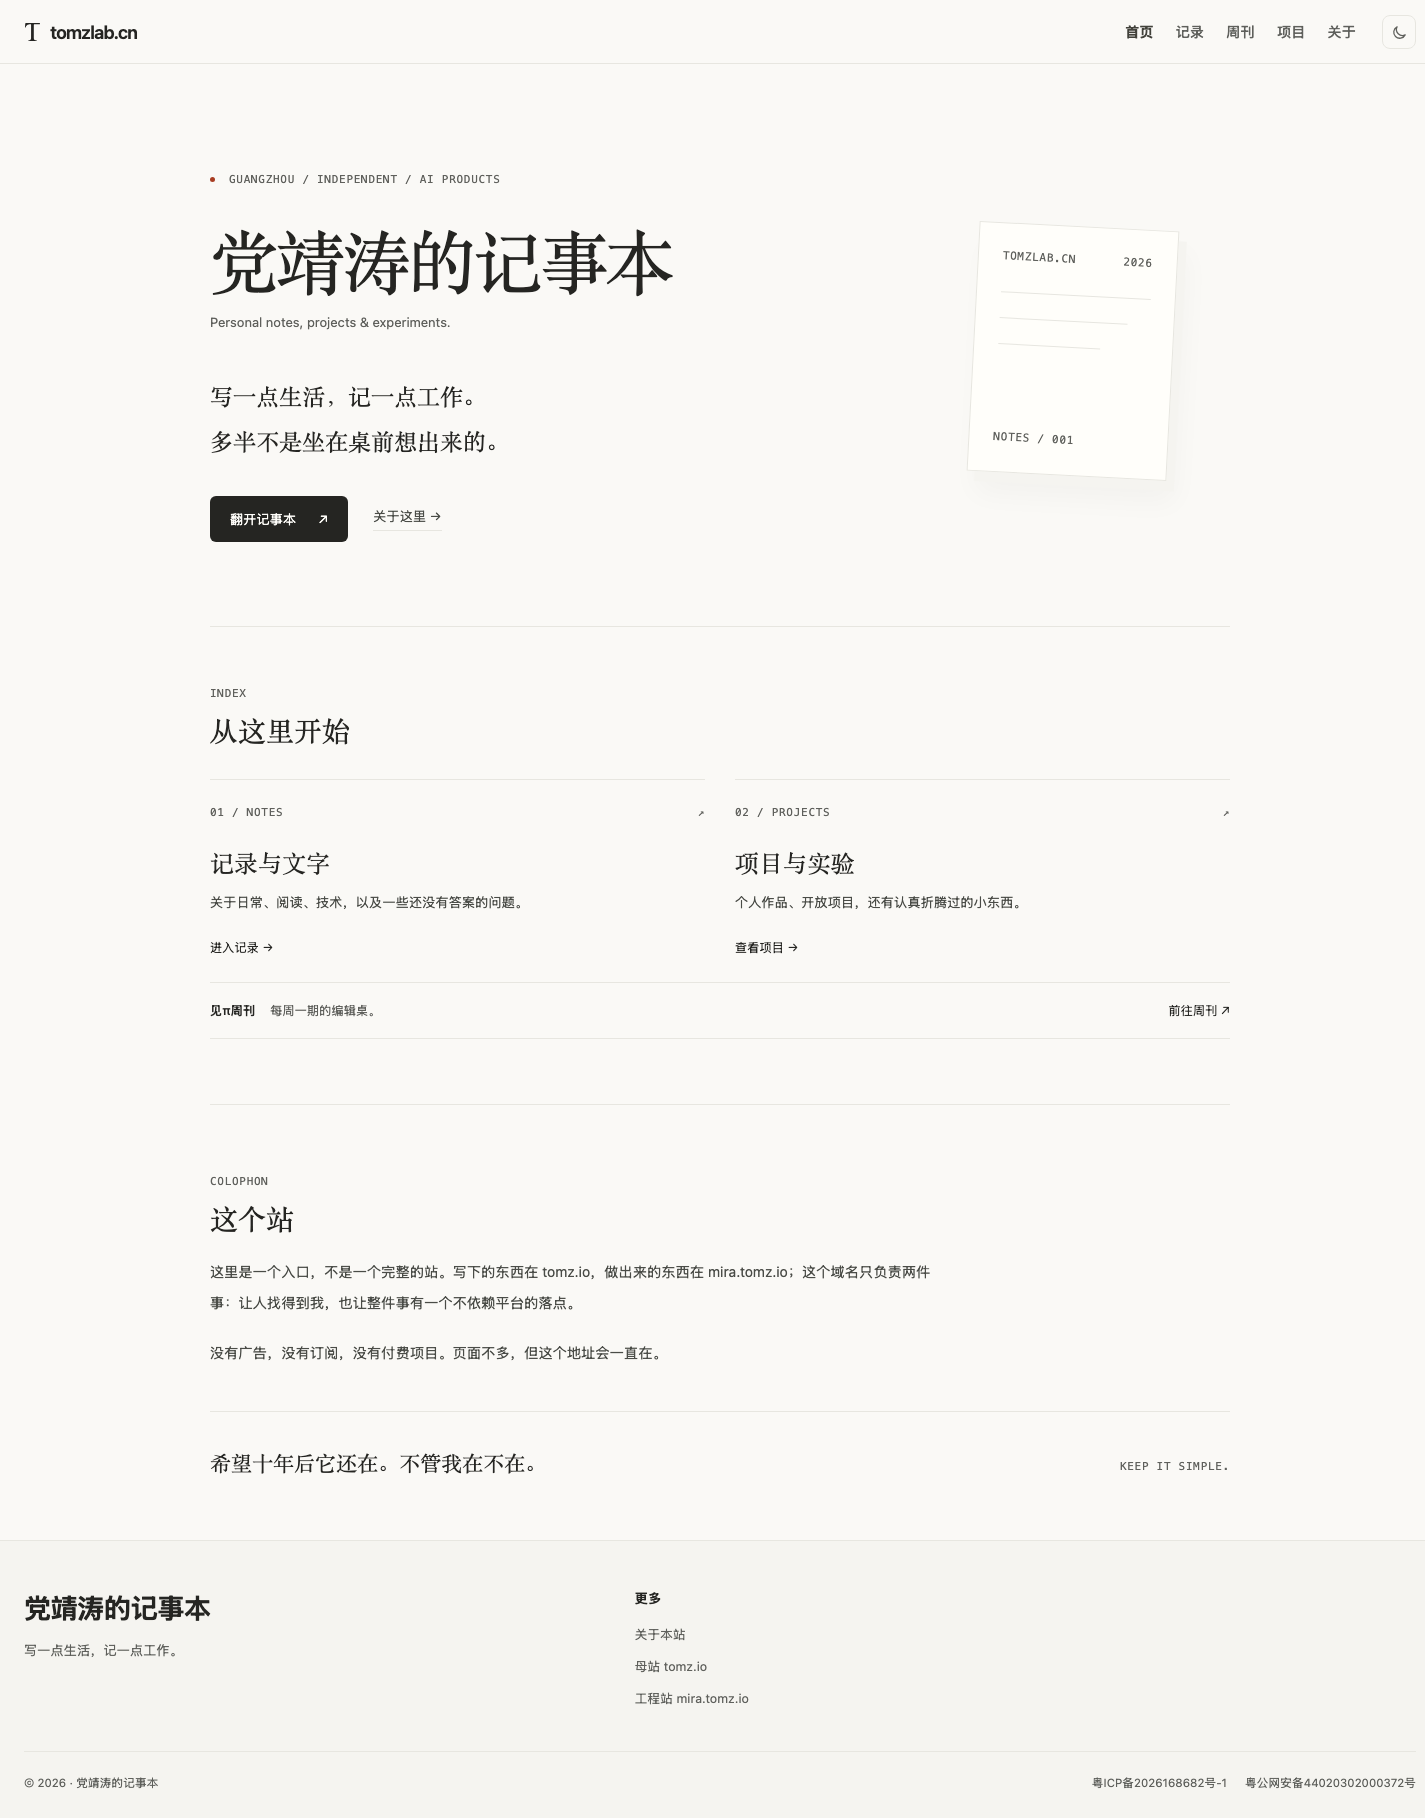 T tomzlab.cn
首页 记录 周刊 项目 关于
GUANGZHOU / INDEPENDENT / AI PRODUCTS
党靖涛的记事本
Personal notes, projects & experiments.
写一点生活，记一点工作。
多半不是坐在桌前想出来的。
翻开记事本 ↗ 关于这里 →
TOMZLAB.CN 2026
NOTES / 001
INDEX
从这里开始
01 / NOTES ↗
记录与文字
关于日常、阅读、技术，以及一些还没有答案的问题。
进入记录 →
02 / PROJECTS ↗
项目与实验
个人作品、开放项目，还有认真折腾过的小东西。
查看项目 →
见π周刊 每周一期的编辑桌。 前往周刊 ↗
COLOPHON
这个站
这里是一个入口，不是一个完整的站。写下的东西在 tomz.io，做出来的东西在 mira.tomz.io；这个域名只负责两件
事：让人找得到我，也让整件事有一个不依赖平台的落点。
没有广告，没有订阅，没有付费项目。页面不多，但这个地址会一直在。
希望十年后它还在。不管我在不在。 KEEP IT SIMPLE.
党靖涛的记事本
写一点生活，记一点工作。
更多
关于本站
母站 tomz.io
工程站 mira.tomz.io
© 2026 · 党靖涛的记事本 粤ICP备2026168682号-1 粤公网安备44020302000372号